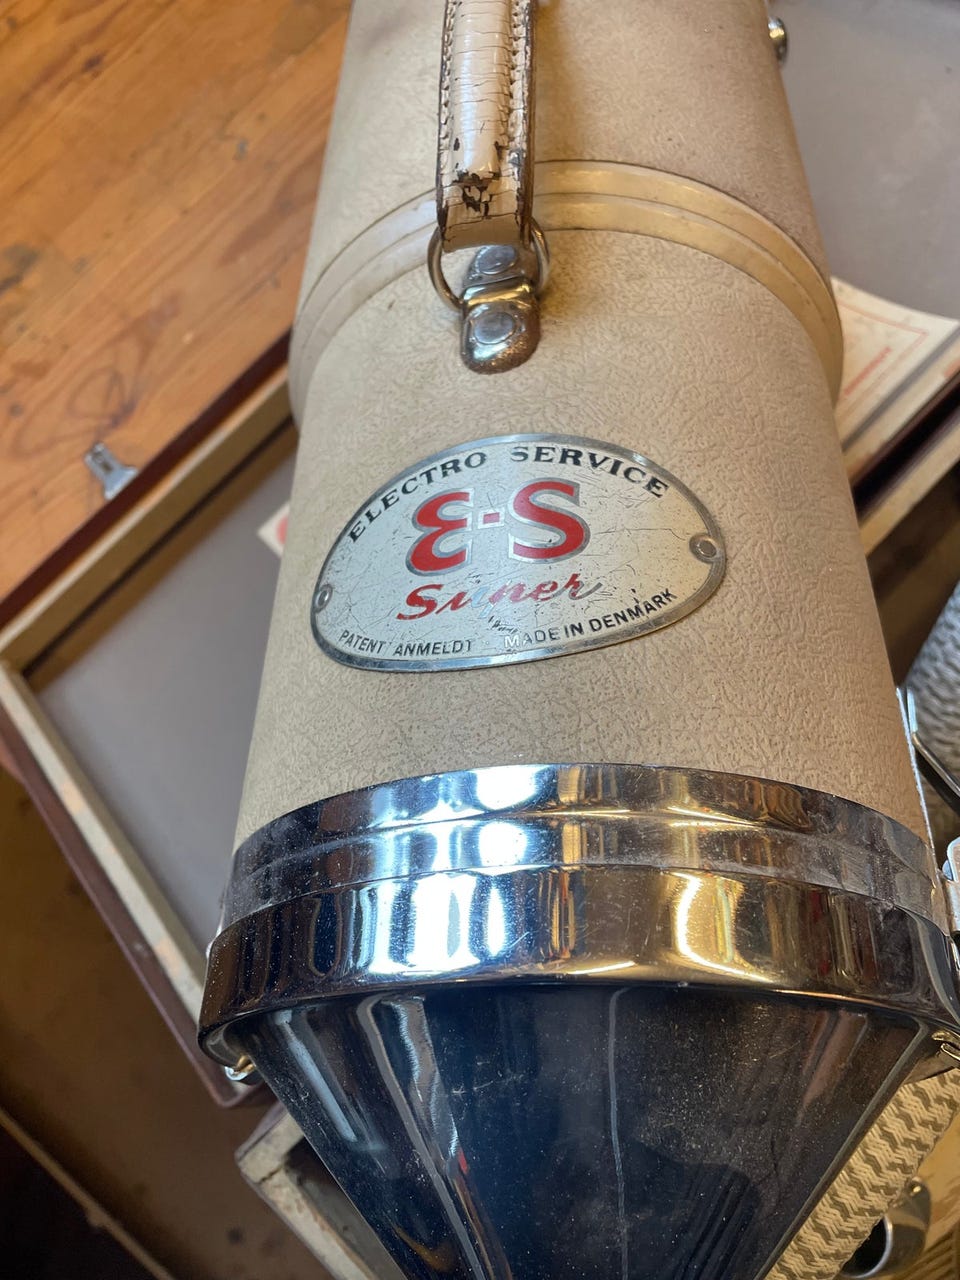 ELECTRO SERVICE
E-S
Super
PATENT ANMELDT MADE IN DENMARK